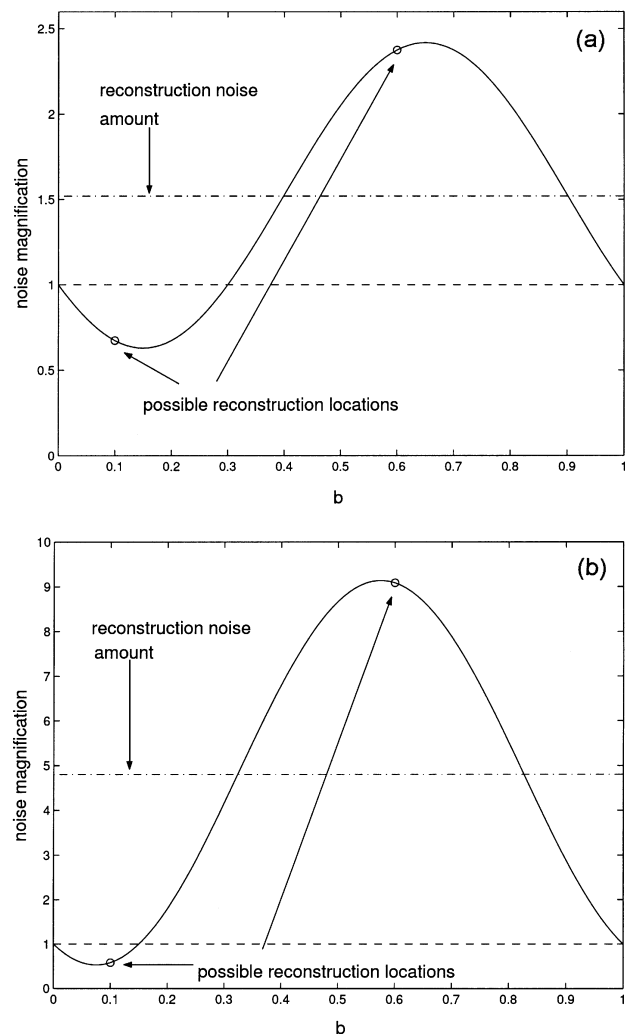 (a)
2.5
reconstruction noise
amount
2
1.5
1
0.5
0
noise magnification
possible reconstruction locations
0 0.1 0.2 0.3 0.4 0.5 0.6 0.7 0.8 0.9 1
b
(b)
10
9
8
reconstruction noise
amount
7
6
5
4
3
2
1
0
noise magnification
possible reconstruction locations
0 0.1 0.2 0.3 0.4 0.5 0.6 0.7 0.8 0.9 1
b